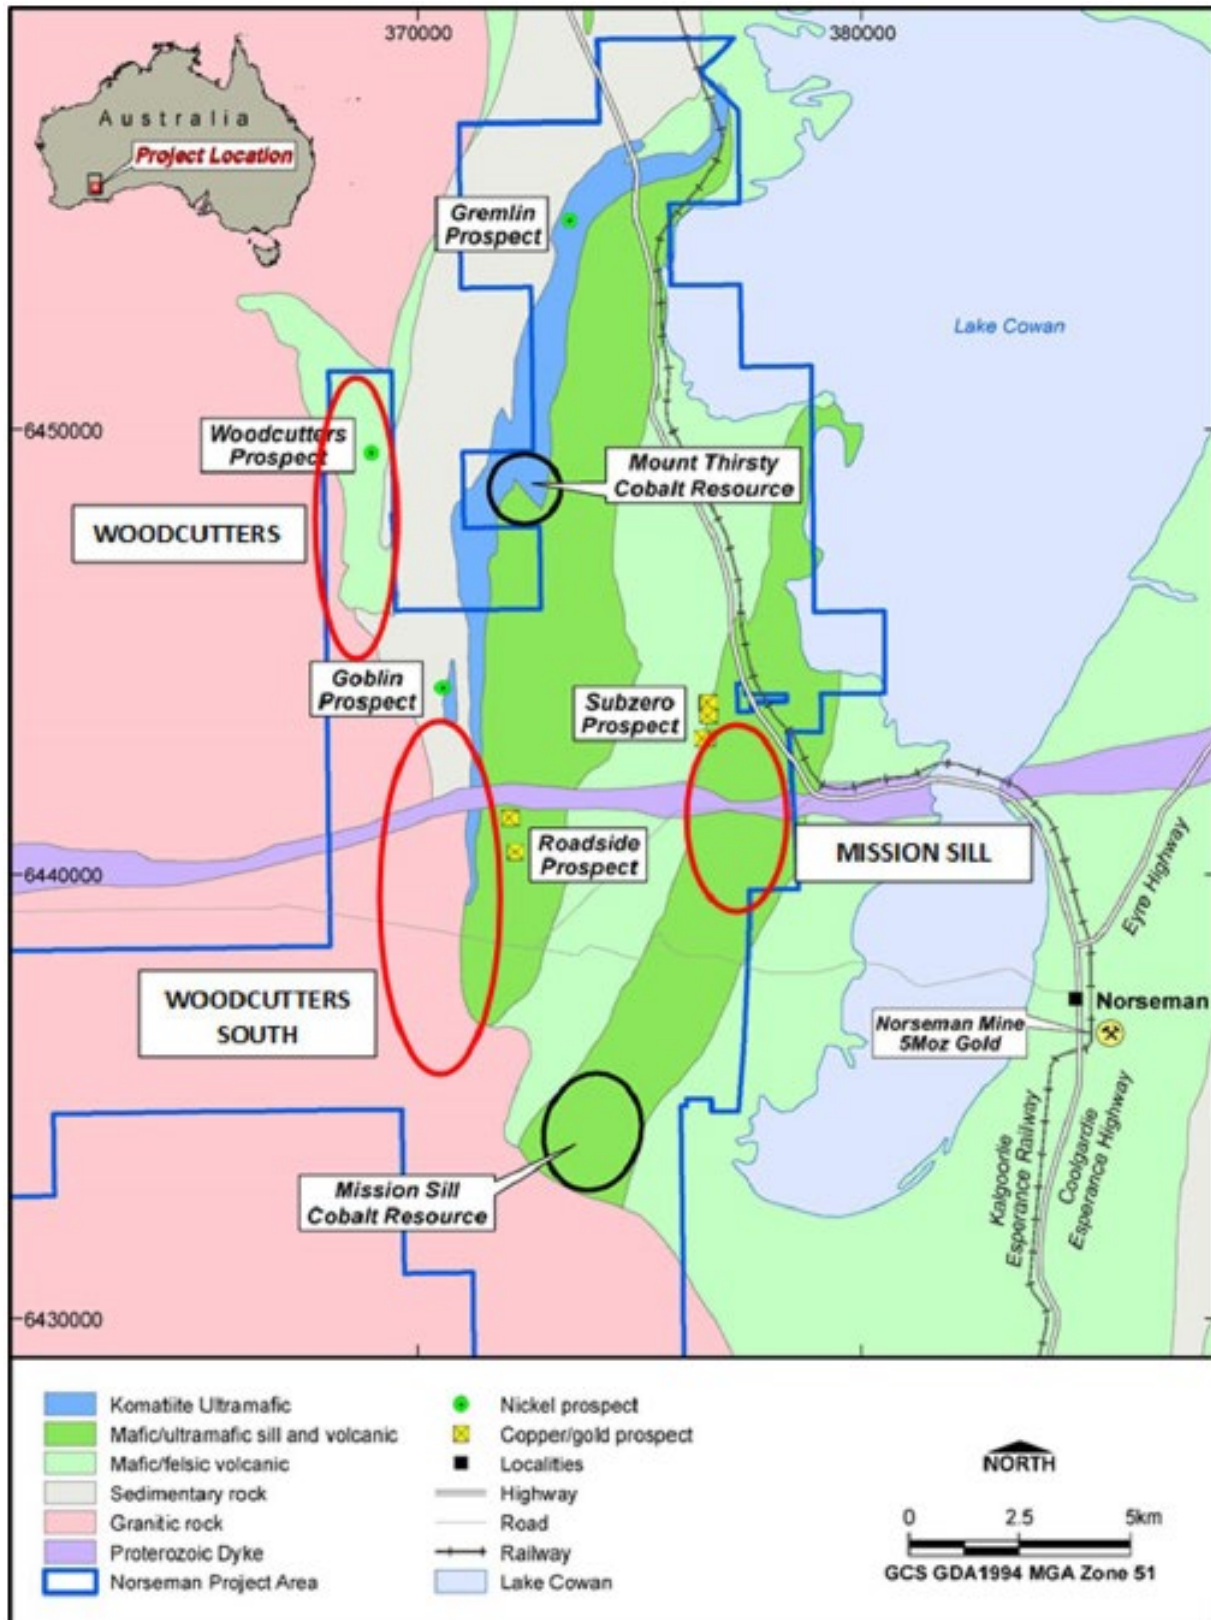 370000
380000
Australia
Project Location
Gremlin
Prospect
Lake Cowan
6450000
Woodcutters
Prospect
Mount Thirsty
Cobalt Resource
WOODCUTTERS
Goblin
Prospect
Subzero
Prospect
Roadside
Prospect
MISSION SILL
6440000
Eyre Highway
WOODCUTTERS
SOUTH
Norseman
Norseman Mine
5Moz Gold
Kalgoorlie
Esperance Railway
Coolgardie
Esperance Highway
Mission Sill
Cobalt Resource
6430000
Komatiite Ultramafic
Mafic/ultramafic sill and volcanic
Mafic/felsic volcanic
Sedimentary rock
Granitic rock
Proterozoic Dyke
Norseman Project Area
Nickel prospect
Copper/gold prospect
Localities
Highway
Road
Railway
Lake Cowan
NORTH
0 2.5 5km
GCS GDA1994 MGA Zone 51